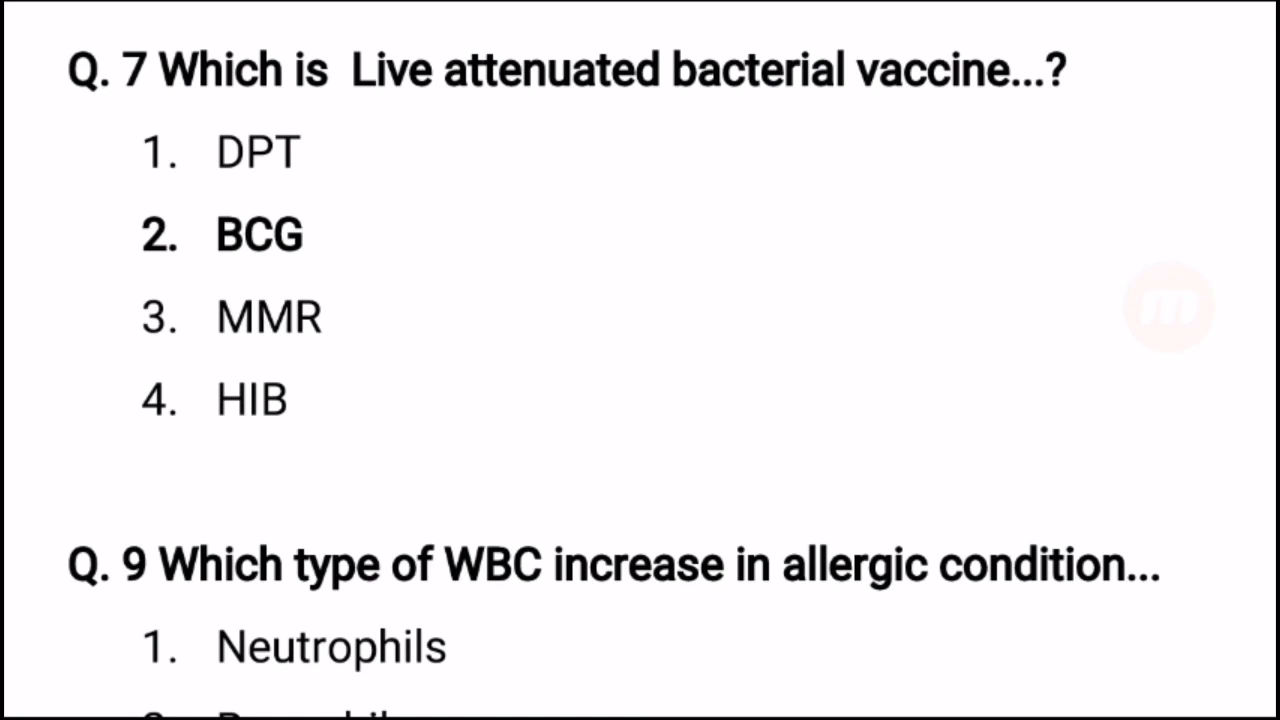 Q. 7 Which is Live attenuated bacterial vaccine...?
1. DPT
2. BCG
3. MMR
4. HIB
Q. 9 Which type of WBC increase in allergic condition...
1. Neutrophils